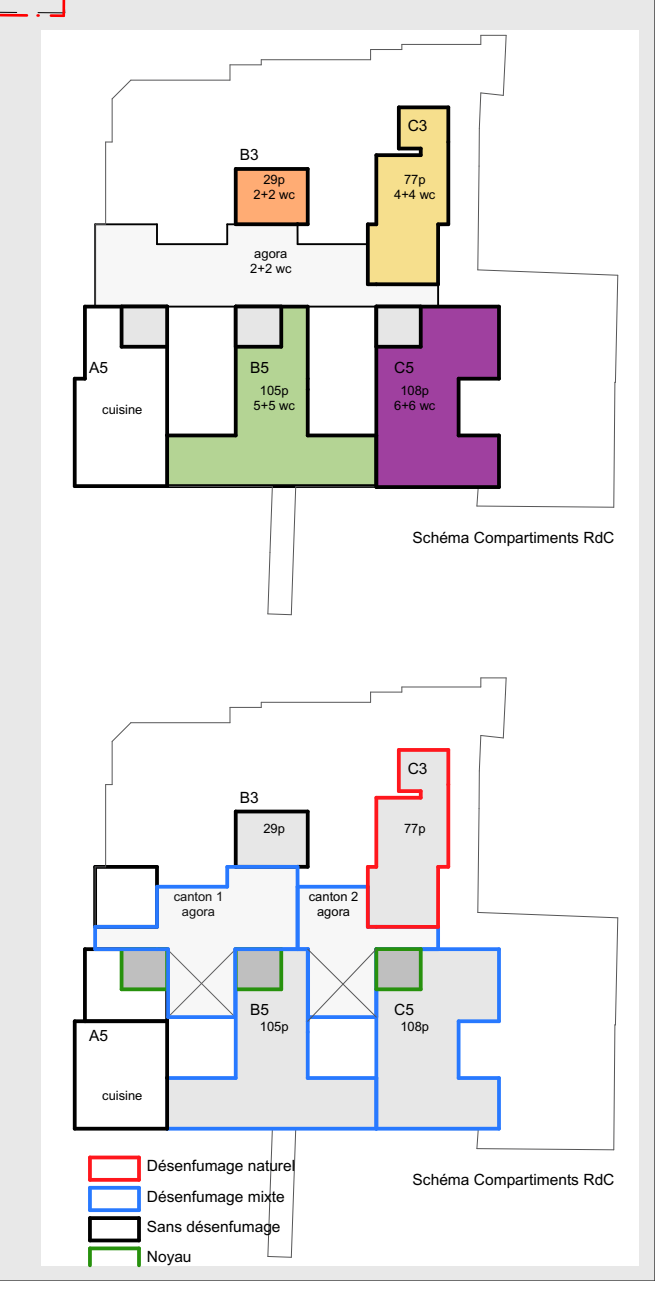 C3
B3
29p
2+2 wc
77p
4+4 wc
agora
2+2 wc
A5
B5
C5
cuisine
105p
5+5 wc
108p
6+6 wc
Schéma Compartiments RdC
C3
B3
29p
77p
canton 1
agora
canton 2
agora
A5
B5
105p
C5
108p
cuisine
Désenfumage naturel
Désenfumage mixte
Sans désenfumage
Noyau
Schéma Compartiments RdC